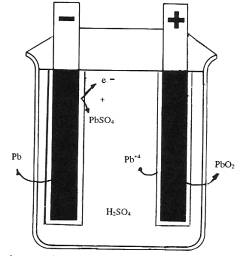 − +
e −
+
PbSO₄
Pb
Pb⁺⁴
PbO₂
H₂SO₄